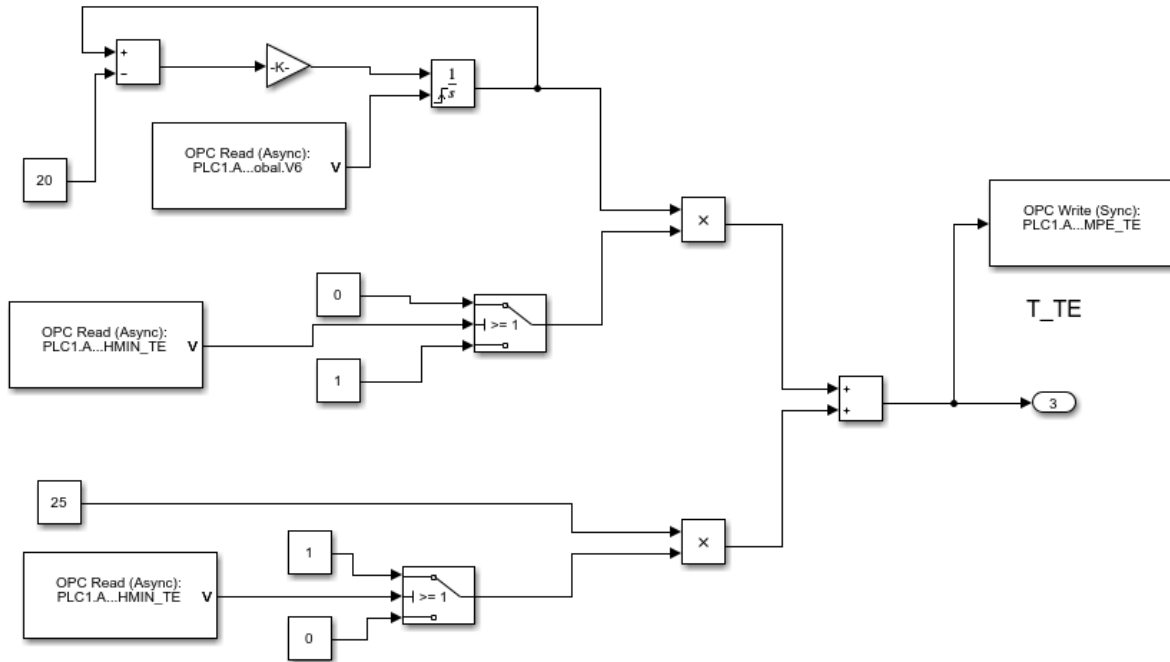 +
−
-K-
1
s
OPC Read (Async):
PLC1.A...obal.V6
V
20
×
OPC Write (Sync):
PLC1.A...MPE_TE
T_TE
0
OPC Read (Async):
PLC1.A...HMIN_TE
V
>= 1
1
+
+
3
25
×
1
OPC Read (Async):
PLC1.A...HMIN_TE
V
>= 1
0